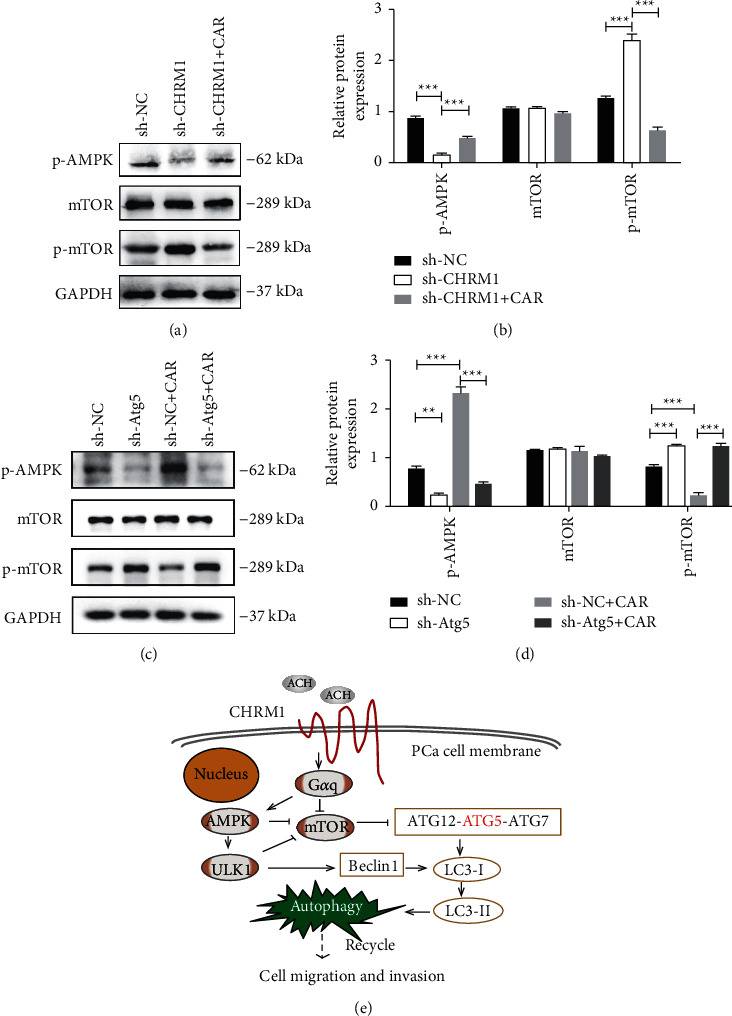 sh-NC
sh-CHRM1
sh-CHRM1+CAR
p-AMPK
−62 kDa
mTOR
−289 kDa
p-mTOR
−289 kDa
GAPDH
−37 kDa
(a)
Relative protein
expression
3
2
1
0
***
***
***
***
p-AMPK
mTOR
p-mTOR
sh-NC
sh-CHRM1
sh-CHRM1+CAR
(b)
sh-NC
sh-Atg5
sh-NC+CAR
sh-Atg5+CAR
p-AMPK
−62 kDa
mTOR
−289 kDa
p-mTOR
−289 kDa
GAPDH
−37 kDa
(c)
Relative protein
expression
3
2
1
0
***
***
**
***
***
***
p-AMPK
mTOR
p-mTOR
sh-NC
sh-Atg5
sh-NC+CAR
sh-Atg5+CAR
(d)
ACH
ACH
CHRM1
PCa cell membrane
Nucleus
Gαq
AMPK
mTOR
ATG12-ATG5-ATG7
ULK1
Beclin1
LC3-I
LC3-II
Autophagy
Recycle
Cell migration and invasion
(e)